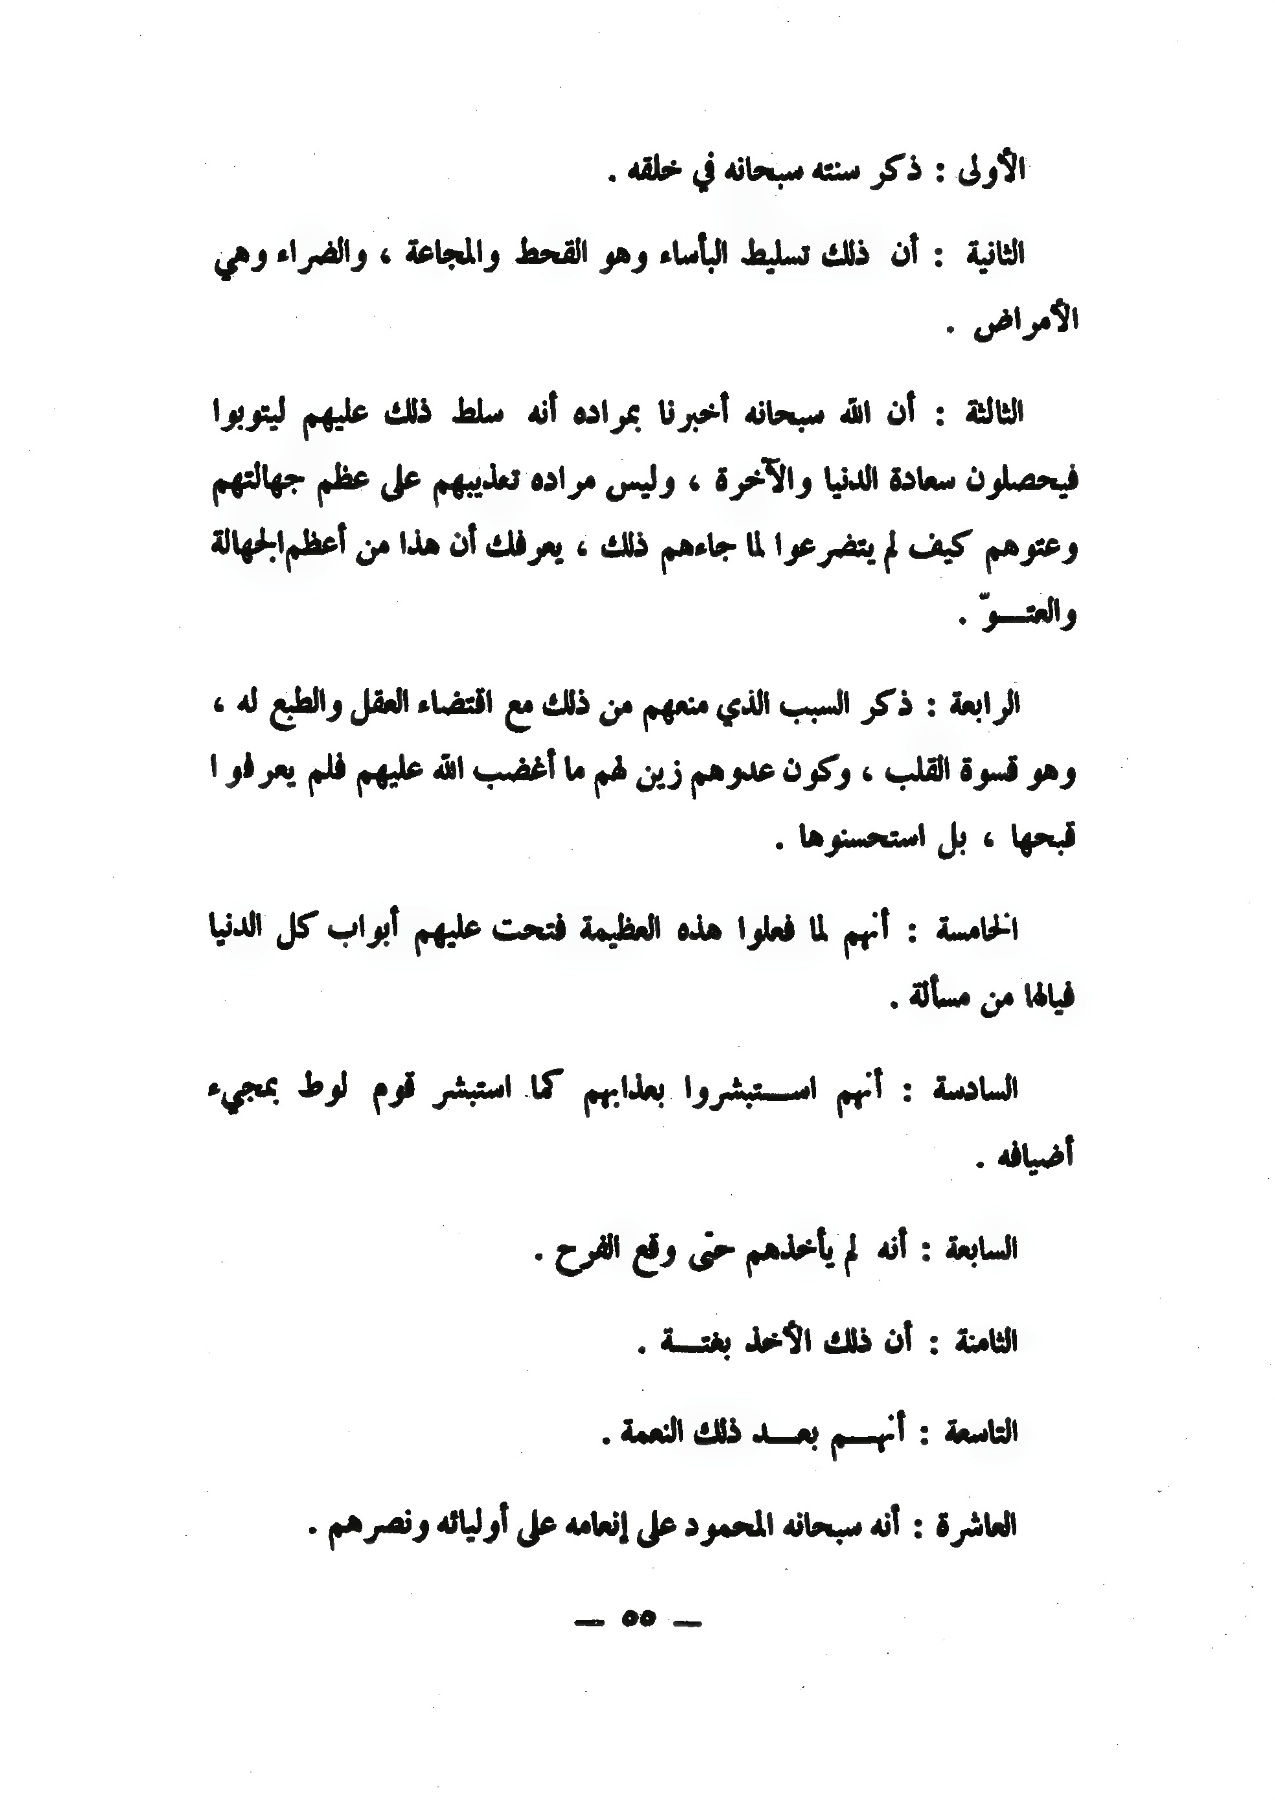 الأولى : ذكر سنته سبحانه في خلقه .
الثانية : أن ذلك تسليط البأساء وهو القحط والمجاعة ، والضراء وهي
الأمراض .
الثالثة : أن الله سبحانه أخبرنا بمراده أنه سلط ذلك عليهم ليتوبوا
فيحصلون سعادة الدنيا والآخرة ، وليس مراده تعذيبهم على عظم جهالتهم
وعتوهم كيف لم يتضرعوا لما جاءهم ذلك ، يعرفك أن هذا من أعظم الجهالة
والعتــوّ .
الرابعة : ذكر السبب الذي منعهم من ذلك مع اقتضاء العقل والطبع له ،
وهو قسوة القلب ، وكون عدوهم زين لهم ما أغضب الله عليهم فلم يعرفوا
قبحها ، بل استحسنوها .
الخامسة : أنهم لما فعلوا هذه العظيمة فتحت عليهم أبواب كل الدنيا
فيالها من مسألة .
السادسة : أنهم اســتبشروا بعذابهم كما استبشر قوم لوط بمجيء
أضيافه .
السابعة : أنه لم يأخذهم حتى وقع الفرح .
الثامنة : أن ذلك الأخذ بغتــة .
التاسعة : أنهــم بعــد ذلك النعمة .
العاشرة : أنه سبحانه المحمود على إنعامه على أوليائه ونصرهم .
— ٥٥ —